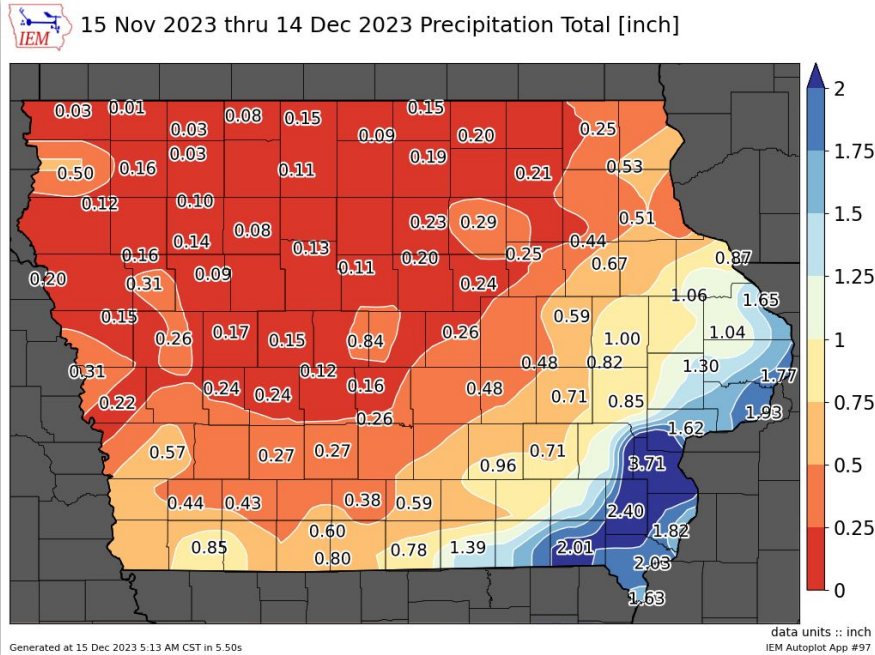 IEM
15 Nov 2023 thru 14 Dec 2023 Precipitation Total [inch]
0.03 0.01 0.08 0.15 0.15
0.03 0.09 0.20 0.25
0.03 0.19
0.50 0.16 0.11 0.21 0.53
0.12 0.10
0.14 0.08 0.23 0.29 0.51
0.16 0.13 0.20 0.25 0.44
0.20 0.31 0.09 0.11 0.24 0.67 0.87
1.06 1.65
0.15 0.26 0.17 0.15 0.84 0.26 0.59 1.00 1.04
0.31 0.12 0.48 0.82 1.30 1.77
0.22 0.24 0.24 0.16 0.48 0.71 0.85 1.93
0.26 1.62
0.57 0.27 0.27 0.96 0.71 3.71
0.44 0.43 0.38 0.59 2.40
0.60 1.82
0.85 0.80 0.78 1.39 2.01 2.03
1.63
2
1.75
1.5
1.25
1
0.75
0.5
0.25
0
data units :: inch
Generated at 15 Dec 2023 5:13 AM CST in 5.50s
IEM Autoplot App #97